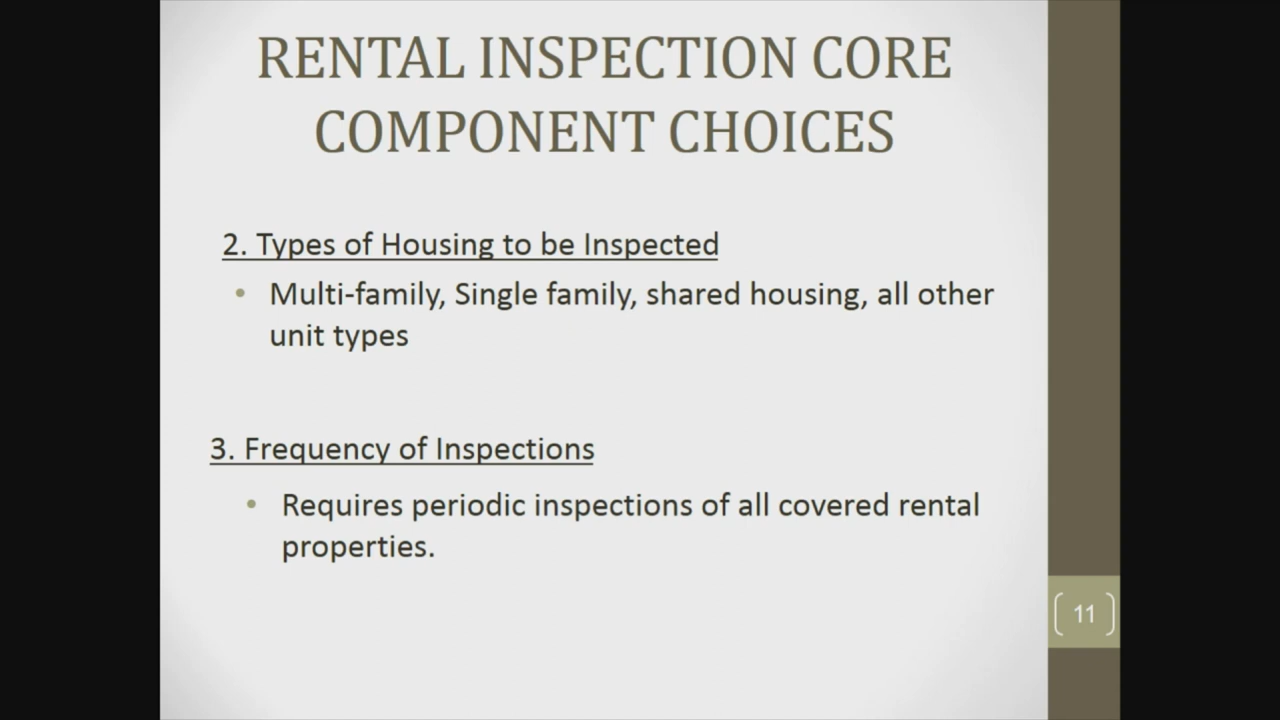 RENTAL INSPECTION CORE
COMPONENT CHOICES
2. Types of Housing to be Inspected
• Multi-family, Single family, shared housing, all other
unit types
3. Frequency of Inspections
• Requires periodic inspections of all covered rental
properties.
11